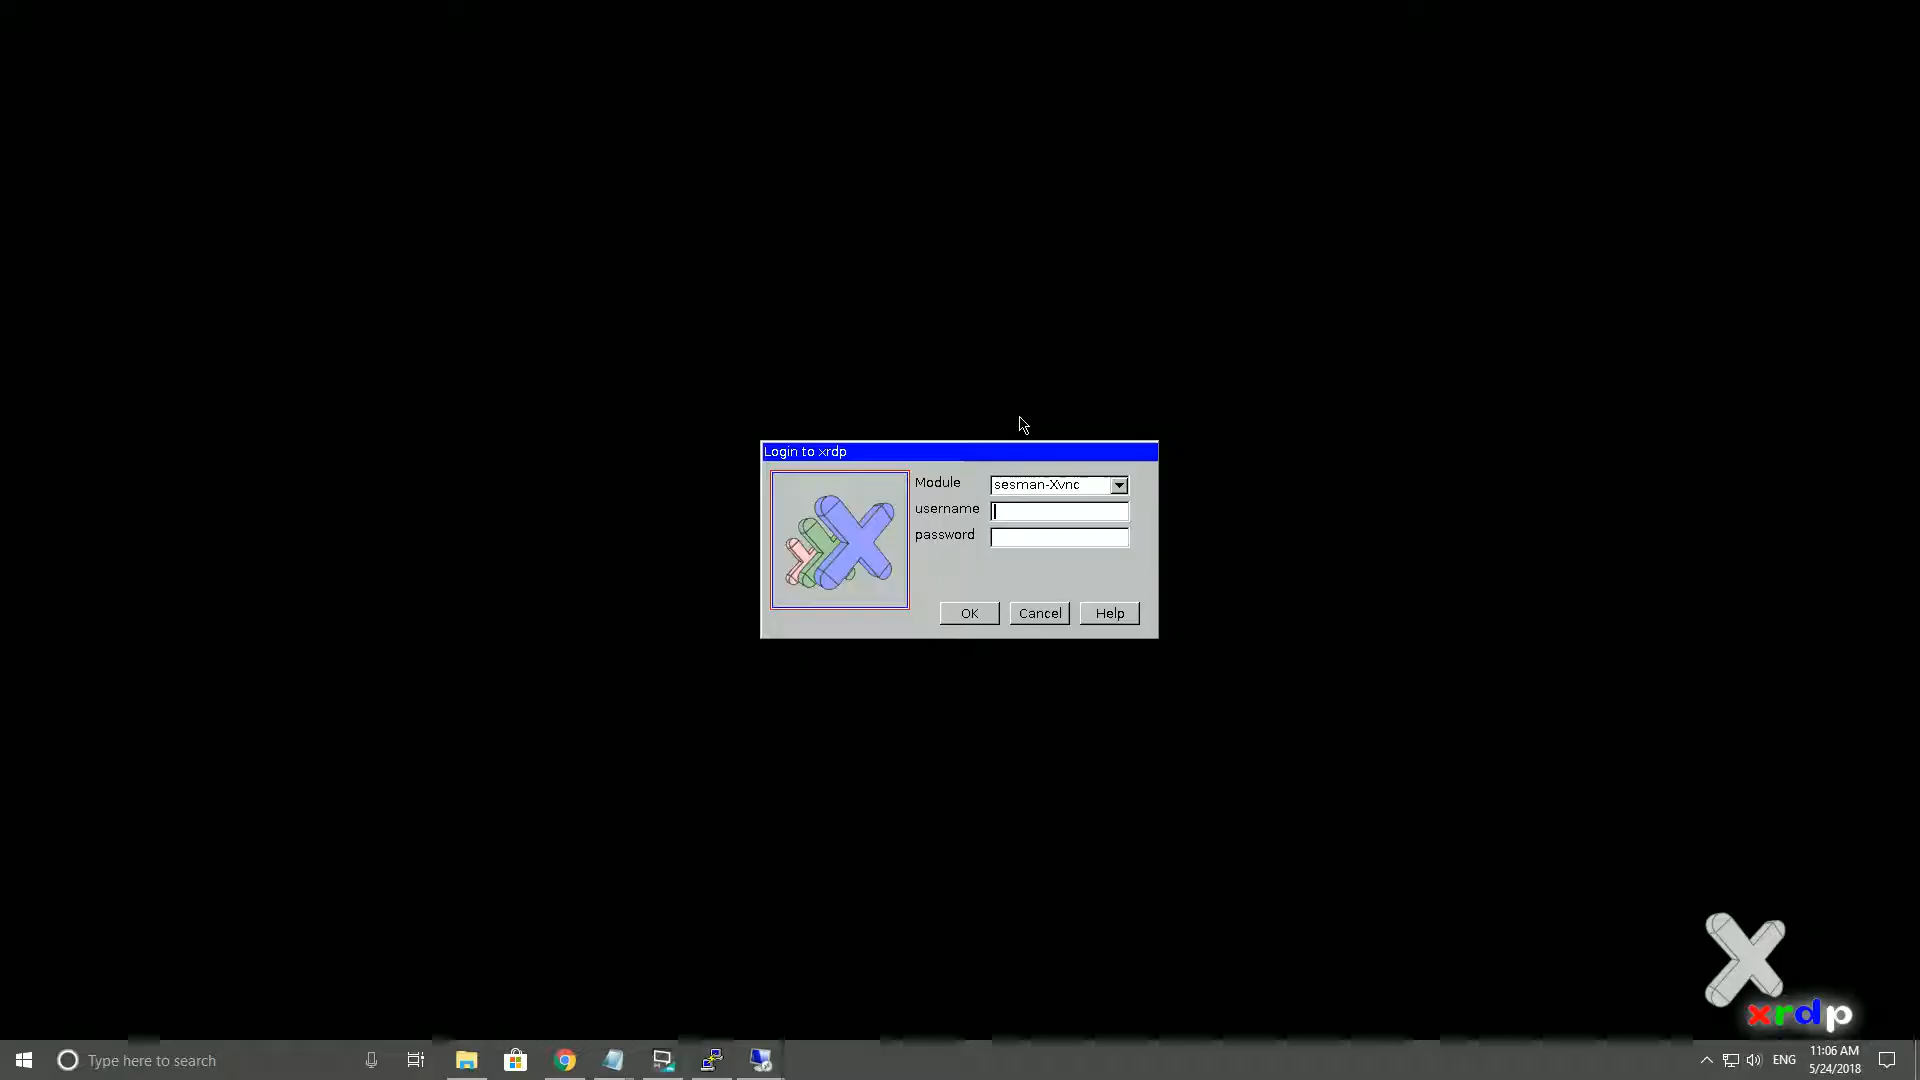 Login to xrdp
Module
sesman-Xvnc
username
password
OK
Cancel
Help
xrdp
Type here to search
ENG
11:06 AM
5/24/2018